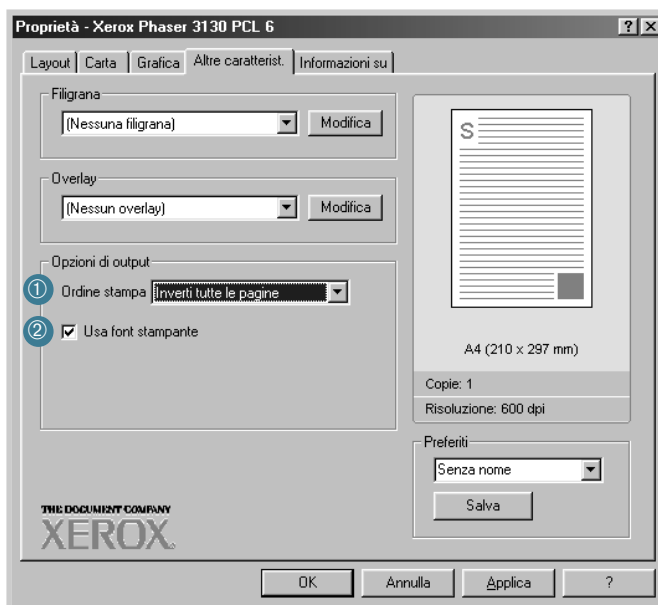 Proprietà - Xerox Phaser 3130 PCL 6
? x
Layout Carta Grafica Altre caratterist. Informazioni su
Filigrana
(Nessuna filigrana) Modifica
Overlay
(Nessun overlay) Modifica
Opzioni di output
① Ordine stampa Inverti tutte le pagine
② Usa font stampante
S
A4 (210 x 297 mm)
Copie: 1
Risoluzione: 600 dpi
Preferiti
Senza nome
Salva
THE DOCUMENT COMPANY
XEROX.
OK Annulla Applica ?